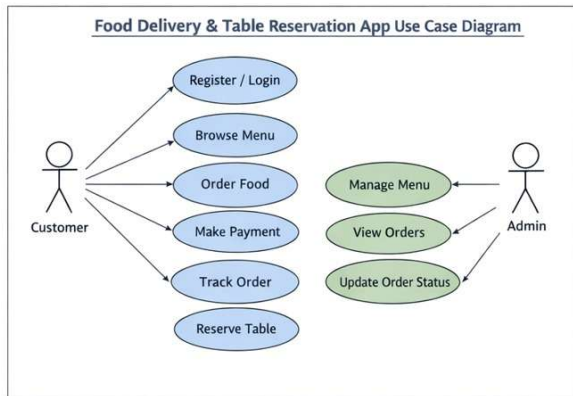 Food Delivery & Table Reservation App Use Case Diagram
Register / Login
Browse Menu
Order Food
Make Payment
Track Order
Reserve Table
Customer
Manage Menu
View Orders
Update Order Status
Admin